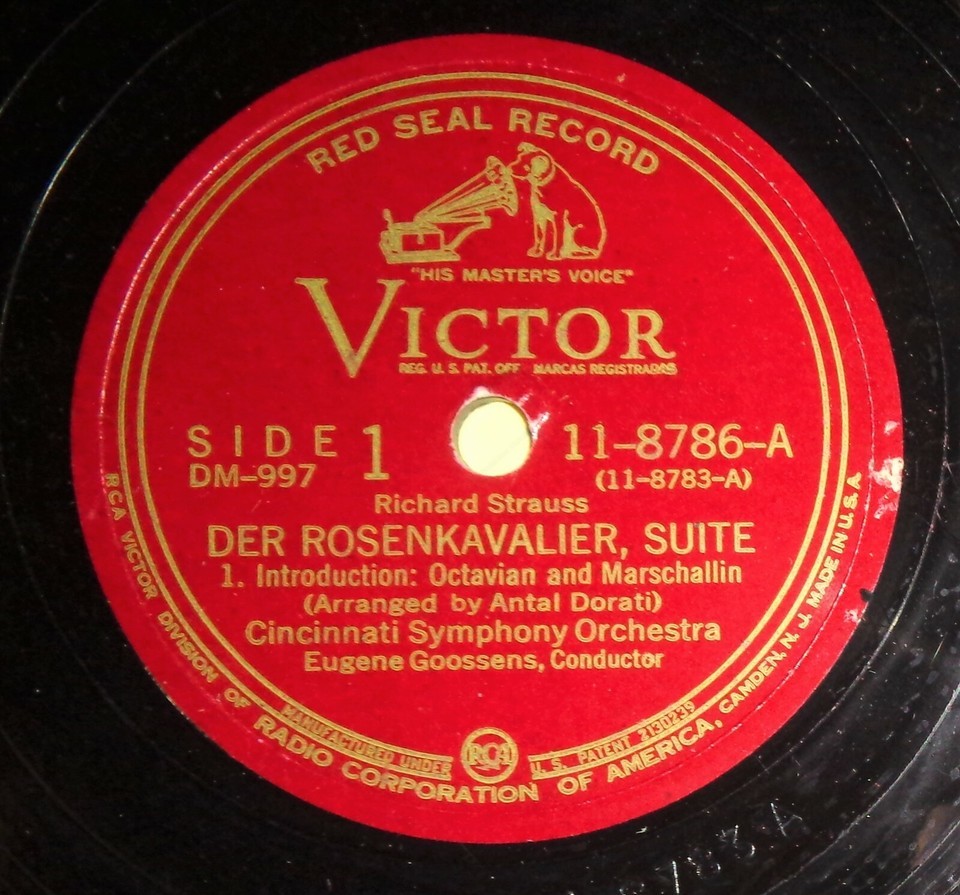 RED SEAL RECORD
"HIS MASTER'S VOICE"
VICTOR
REG. U. S. PAT. OFF. MARCAS REGISTRADAS
SIDE 1
11–8786–A
DM–997
(11–8783–A)
Richard Strauss
DER ROSENKAVALIER, SUITE
1. Introduction: Octavian and Marschallin
(Arranged by Antal Dorati)
Cincinnati Symphony Orchestra
Eugene Goossens, Conductor
MANUFACTURED UNDER RCA U. S. PATENT 2130239
RCA VICTOR DIVISION OF RADIO CORPORATION OF AMERICA, CAMDEN, N. J. MADE IN U. S. A.